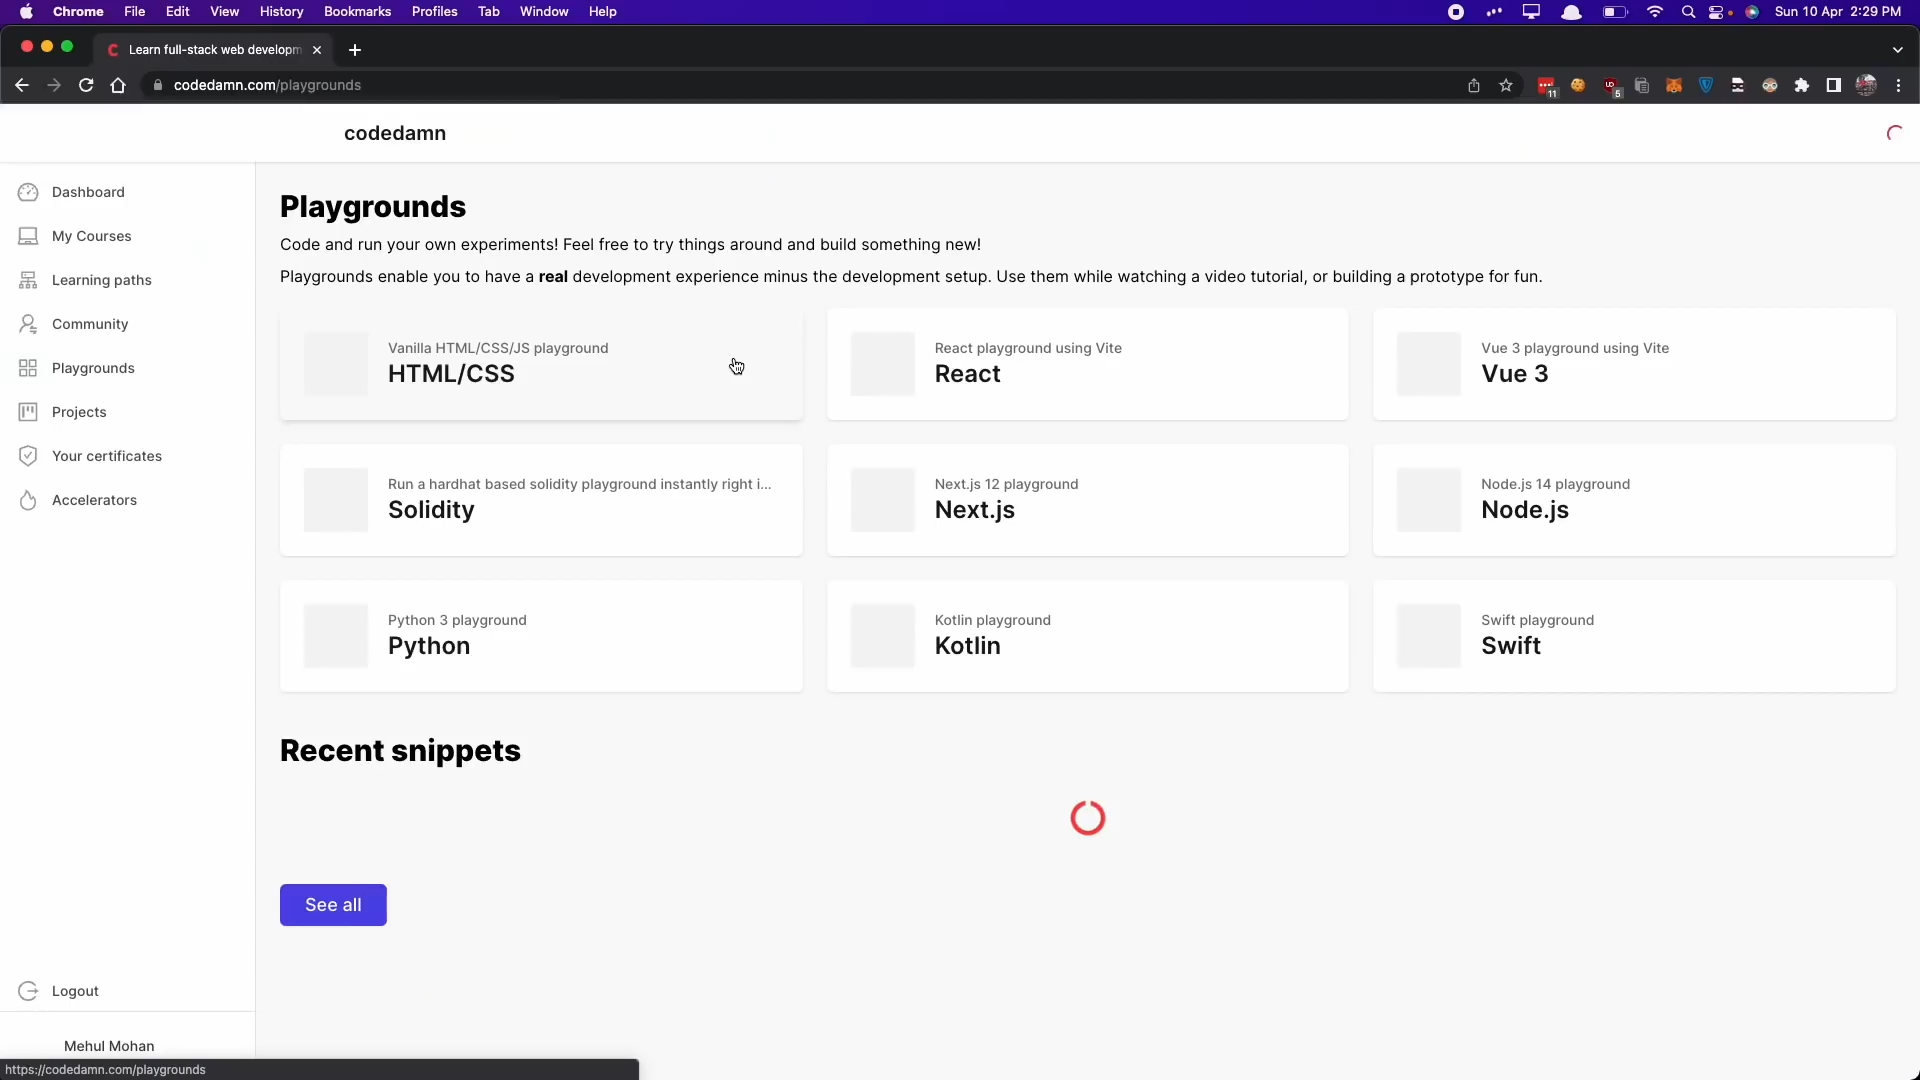 Chrome File Edit View History Bookmarks Profiles Tab Window Help Sun 10 Apr 2:29 PM
Learn full-stack web developm
codedamn.com/playgrounds
11
5
codedamn
Dashboard
My Courses
Learning paths
Community
Playgrounds
Projects
Your certificates
Accelerators
Playgrounds
Code and run your own experiments! Feel free to try things around and build something new!
Playgrounds enable you to have a real development experience minus the development setup. Use them while watching a video tutorial, or building a prototype for fun.
Vanilla HTML/CSS/JS playground
HTML/CSS
React playground using Vite
React
Vue 3 playground using Vite
Vue 3
Run a hardhat based solidity playground instantly right i...
Solidity
Next.js 12 playground
Next.js
Node.js 14 playground
Node.js
Python 3 playground
Python
Kotlin playground
Kotlin
Swift playground
Swift
Recent snippets
See all
Logout
Mehul Mohan
https://codedamn.com/playgrounds